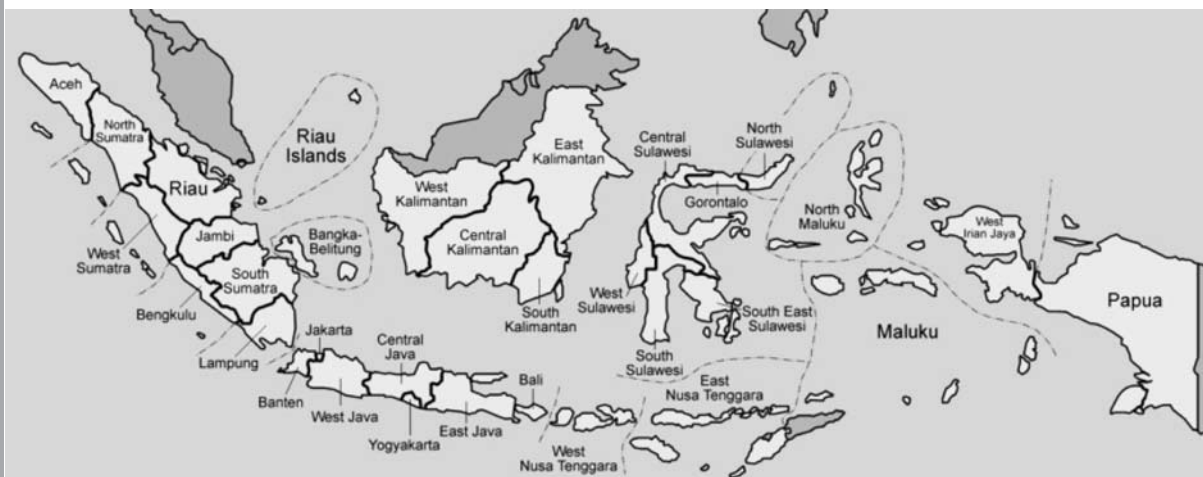 Aceh
North
Sumatra
Riau
Islands
Riau
West
Sumatra
Jambi
Bangka-
Belitung
South
Sumatra
Bengkulu
Lampung
Jakarta
Banten
West Java
Central
Java
Yogyakarta
East Java
Bali
West
Nusa Tenggara
East
Nusa Tenggara
West
Kalimantan
Central
Kalimantan
East
Kalimantan
South
Kalimantan
Central
Sulawesi
North
Sulawesi
Gorontalo
West
Sulawesi
South
Sulawesi
South East
Sulawesi
North
Maluku
Maluku
West
Irian Jaya
Papua